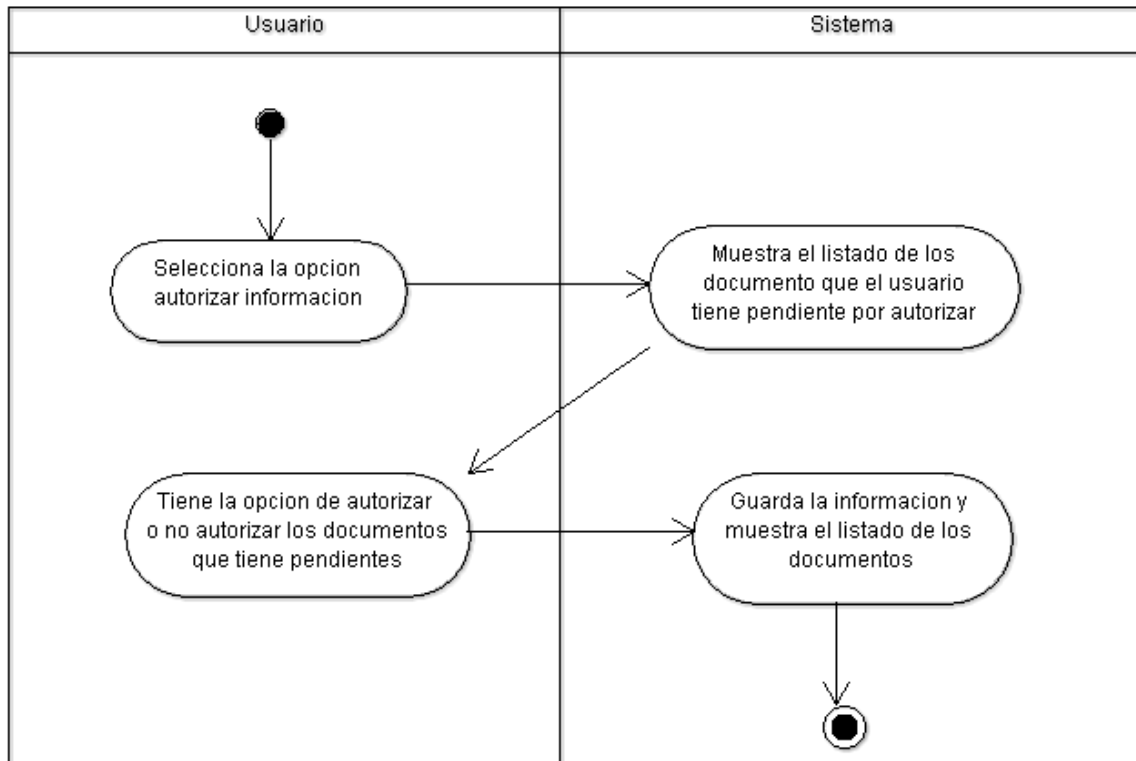 Usuario
Sistema
Selecciona la opcion
autorizar informacion
Muestra el listado de los
documento que el usuario
tiene pendiente por autorizar
Tiene la opcion de autorizar
o no autorizar los documentos
que tiene pendientes
Guarda la informacion y
muestra el listado de los
documentos